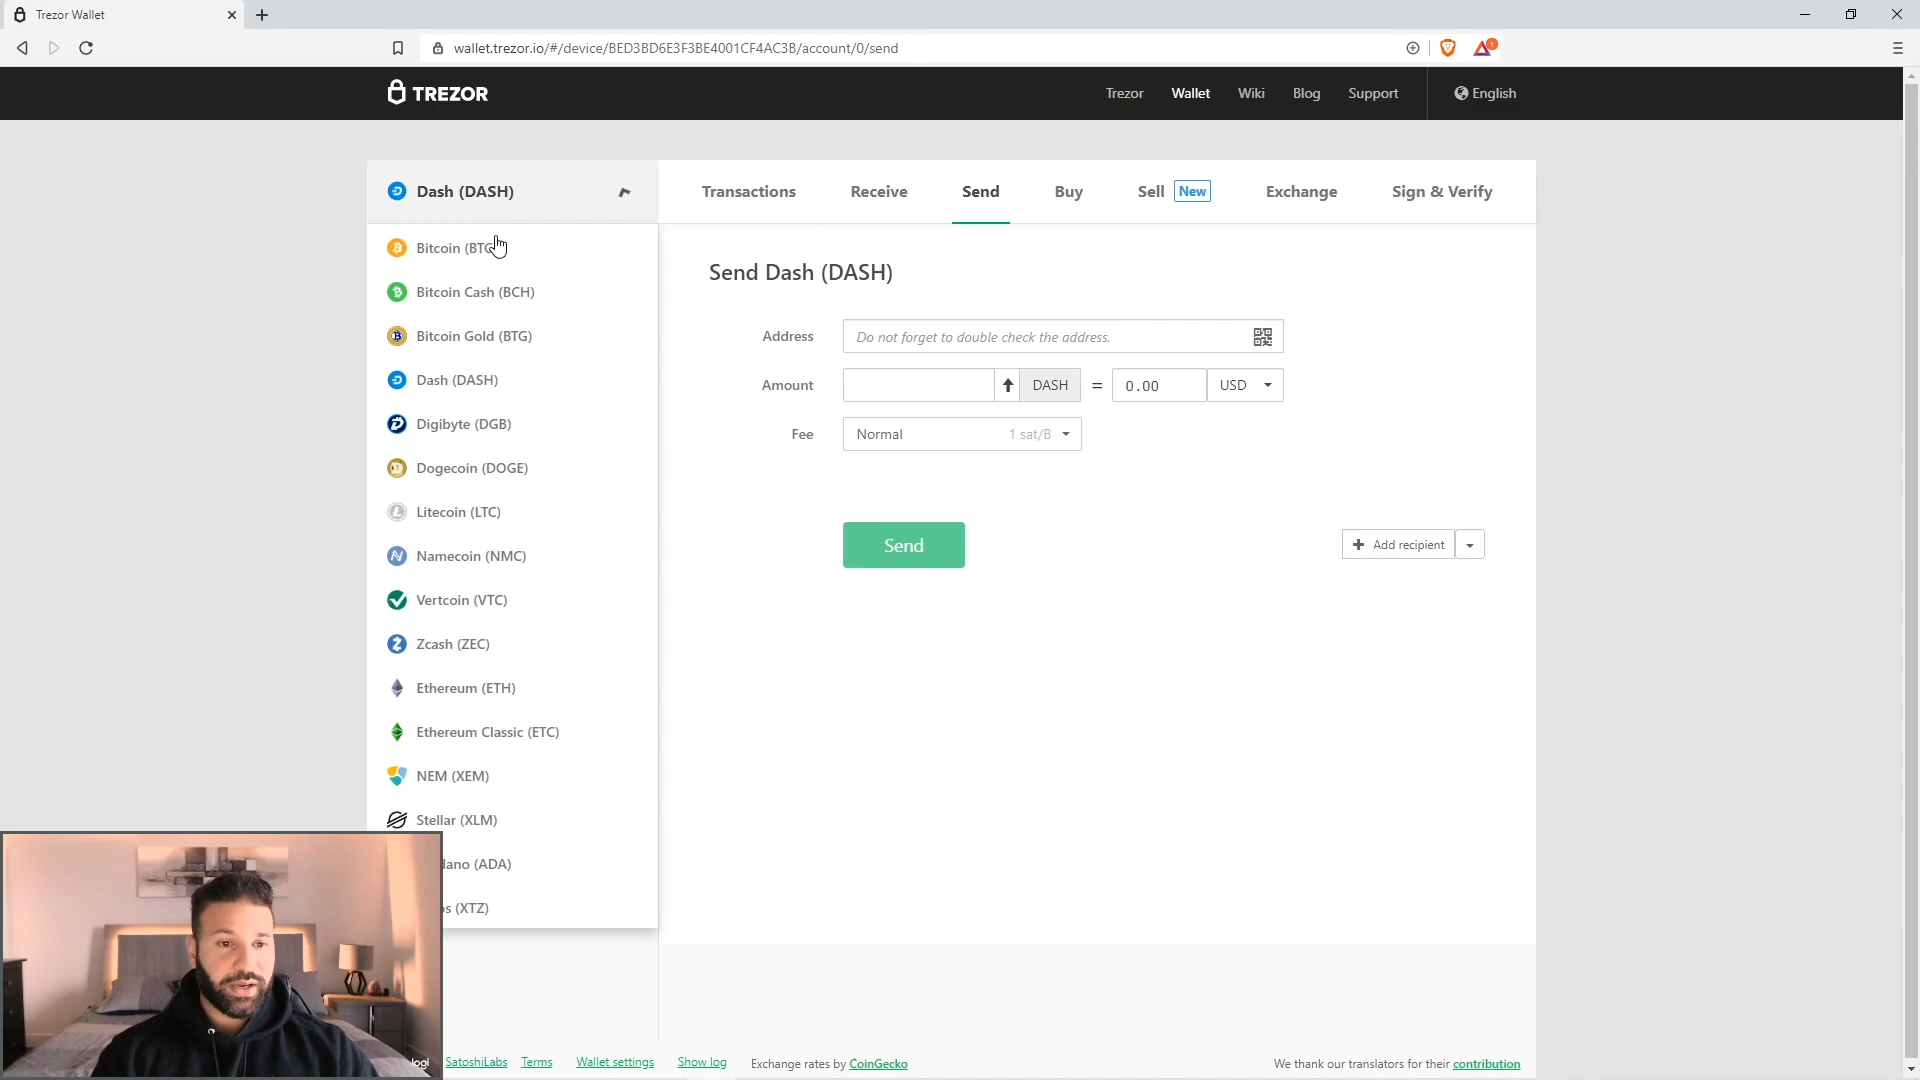 Trezor Wallet
wallet.trezor.io/#/device/BED3BD6E3F3BE4001CF4AC3B/account/0/send
1
TREZOR
Trezor
Wallet
Wiki
Blog
Support
English
Dash (DASH)
Transactions
Receive
Send
Buy
Sell New
Exchange
Sign & Verify
Bitcoin (BTC
Bitcoin Cash (BCH)
Bitcoin Gold (BTG)
Dash (DASH)
Digibyte (DGB)
Dogecoin (DOGE)
Litecoin (LTC)
Namecoin (NMC)
Vertcoin (VTC)
Zcash (ZEC)
Ethereum (ETH)
Ethereum Classic (ETC)
NEM (XEM)
Stellar (XLM)
(ADA)
(XTZ)
Send Dash (DASH)
Address
Do not forget to double check the address.
Amount
DASH = 0.00 USD
Fee
Normal 1 sat/B
Send
Add recipient
logi
SatoshiLabs
Terms
Wallet settings
Show log
Exchange rates by CoinGecko
We thank our translators for their contribution